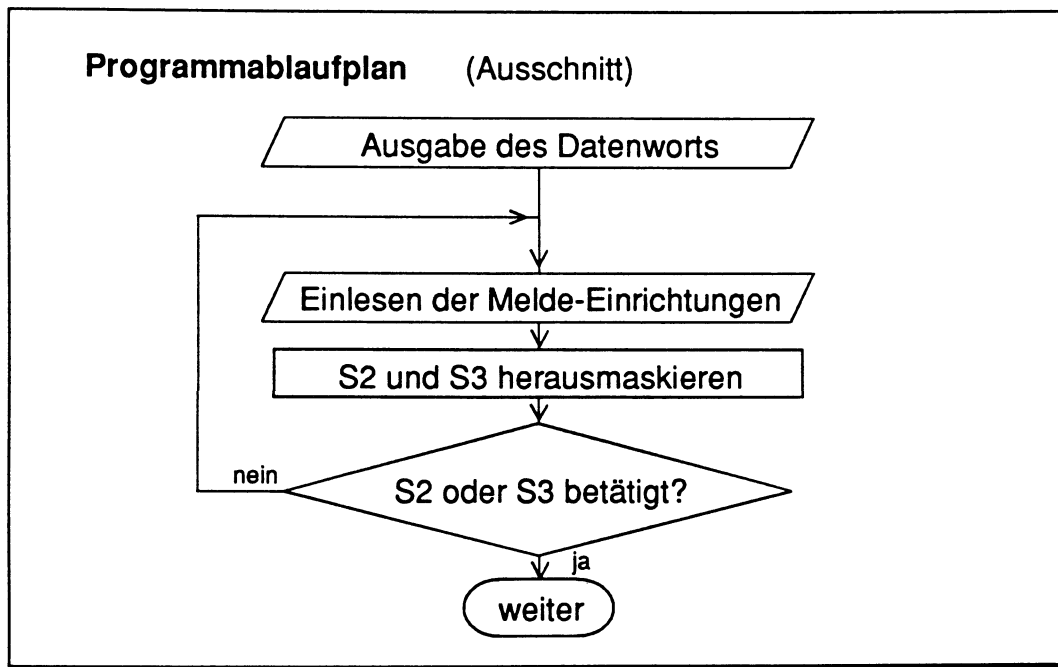 Programmablaufplan (Ausschnitt)
Ausgabe des Datenworts
Einlesen der Melde-Einrichtungen
S2 und S3 herausmaskieren
nein
S2 oder S3 betätigt?
ja
weiter